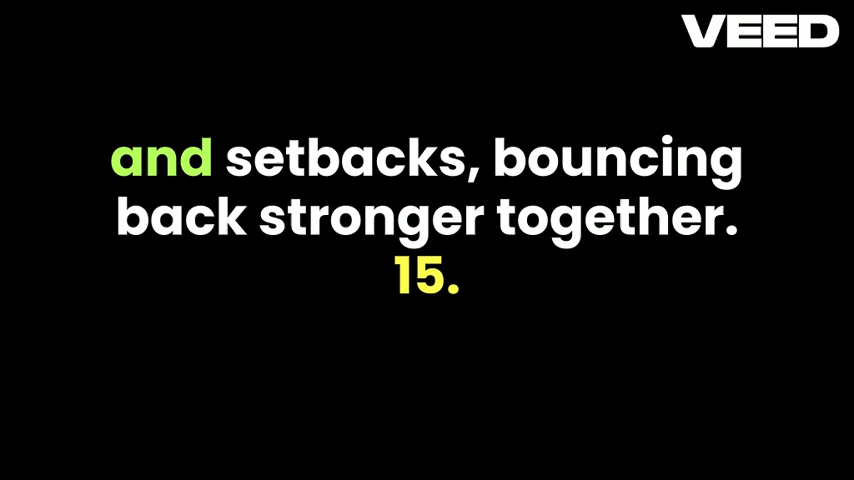 VEED
and setbacks, bouncing
back stronger together.
15.